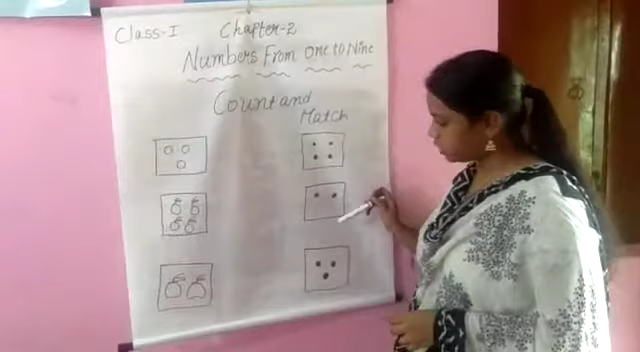 Class-I Chapter-2
Numbers From One to Nine
Count and
Match